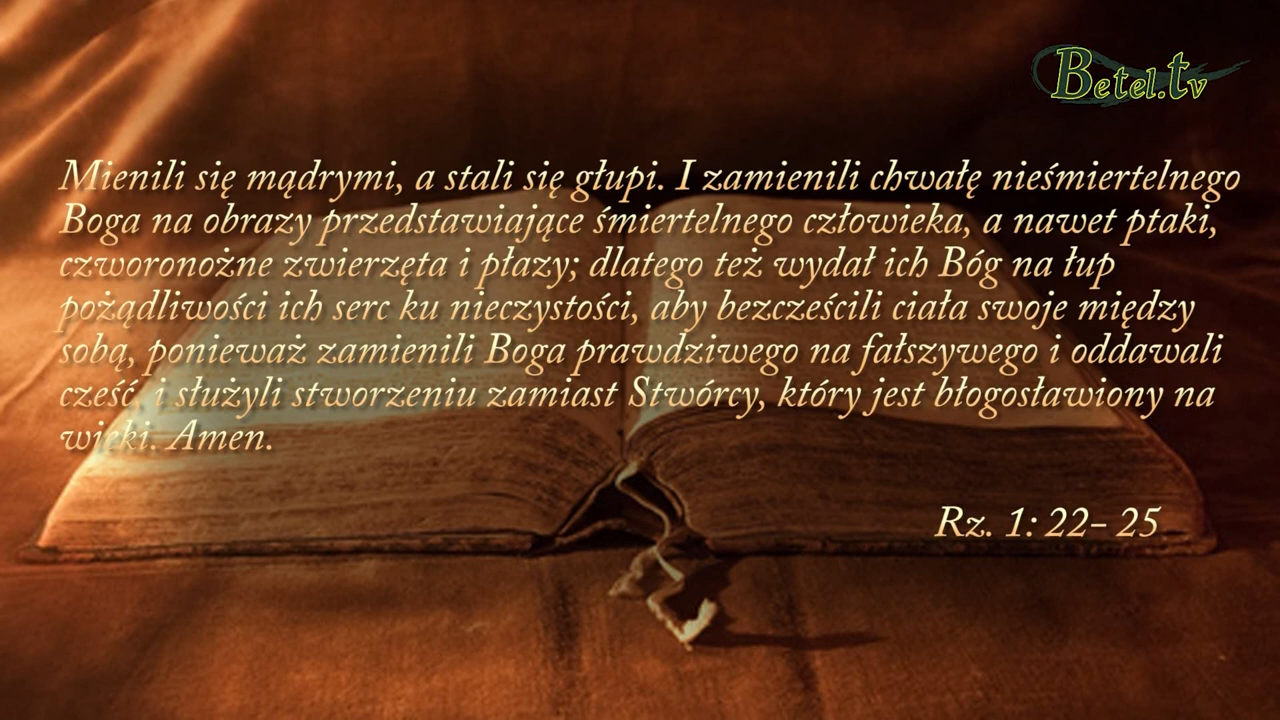 Betel.tv
Mienili się mądrymi, a stali się głupi. I zamienili chwałę nieśmiertelnego
Boga na obrazy przedstawiające śmiertelnego człowieka, a nawet ptaki,
czworonożne zwierzęta i płazy; dlatego też wydał ich Bóg na łup
pożądliwości ich serc ku nieczystości, aby bezcześcili ciała swoje między
sobą, ponieważ zamienili Boga prawdziwego na fałszywego i oddawali
cześć, i służyli stworzeniu zamiast Stwórcy, który jest błogosławiony na
wieki. Amen.
Rz. 1: 22- 25